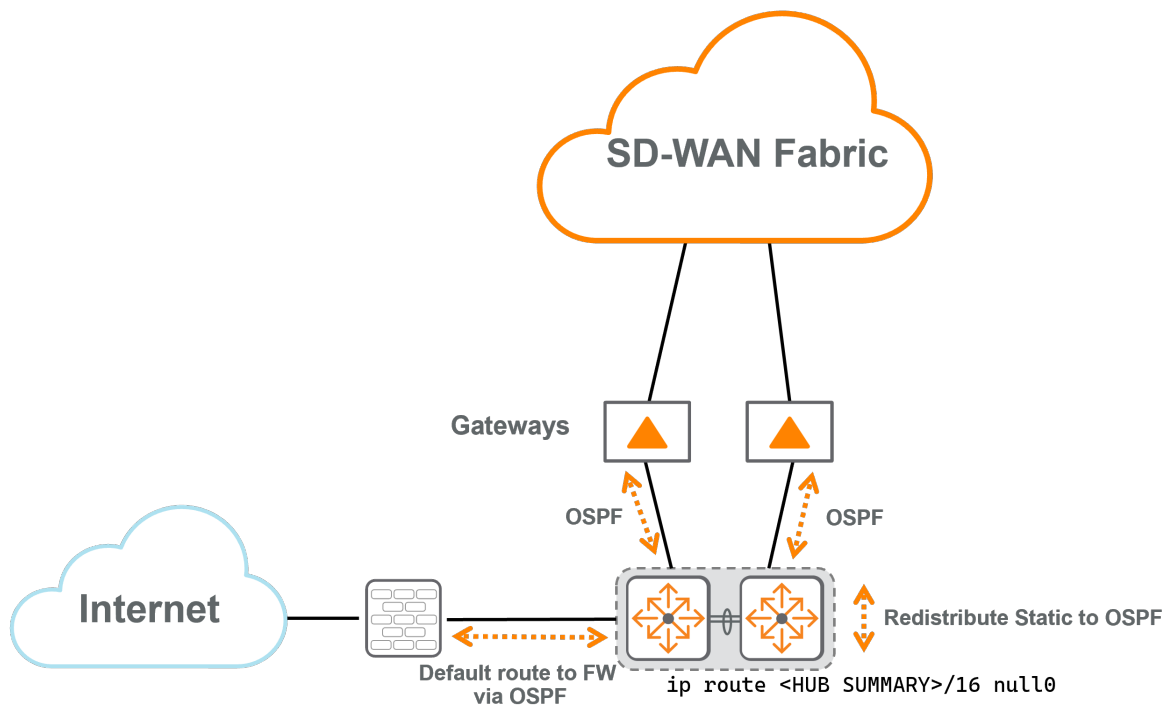 SD-WAN Fabric
Gateways
OSPF
OSPF
Internet
Redistribute Static to OSPF
Default route to FW
via OSPF
ip route <HUB SUMMARY>/16 null0